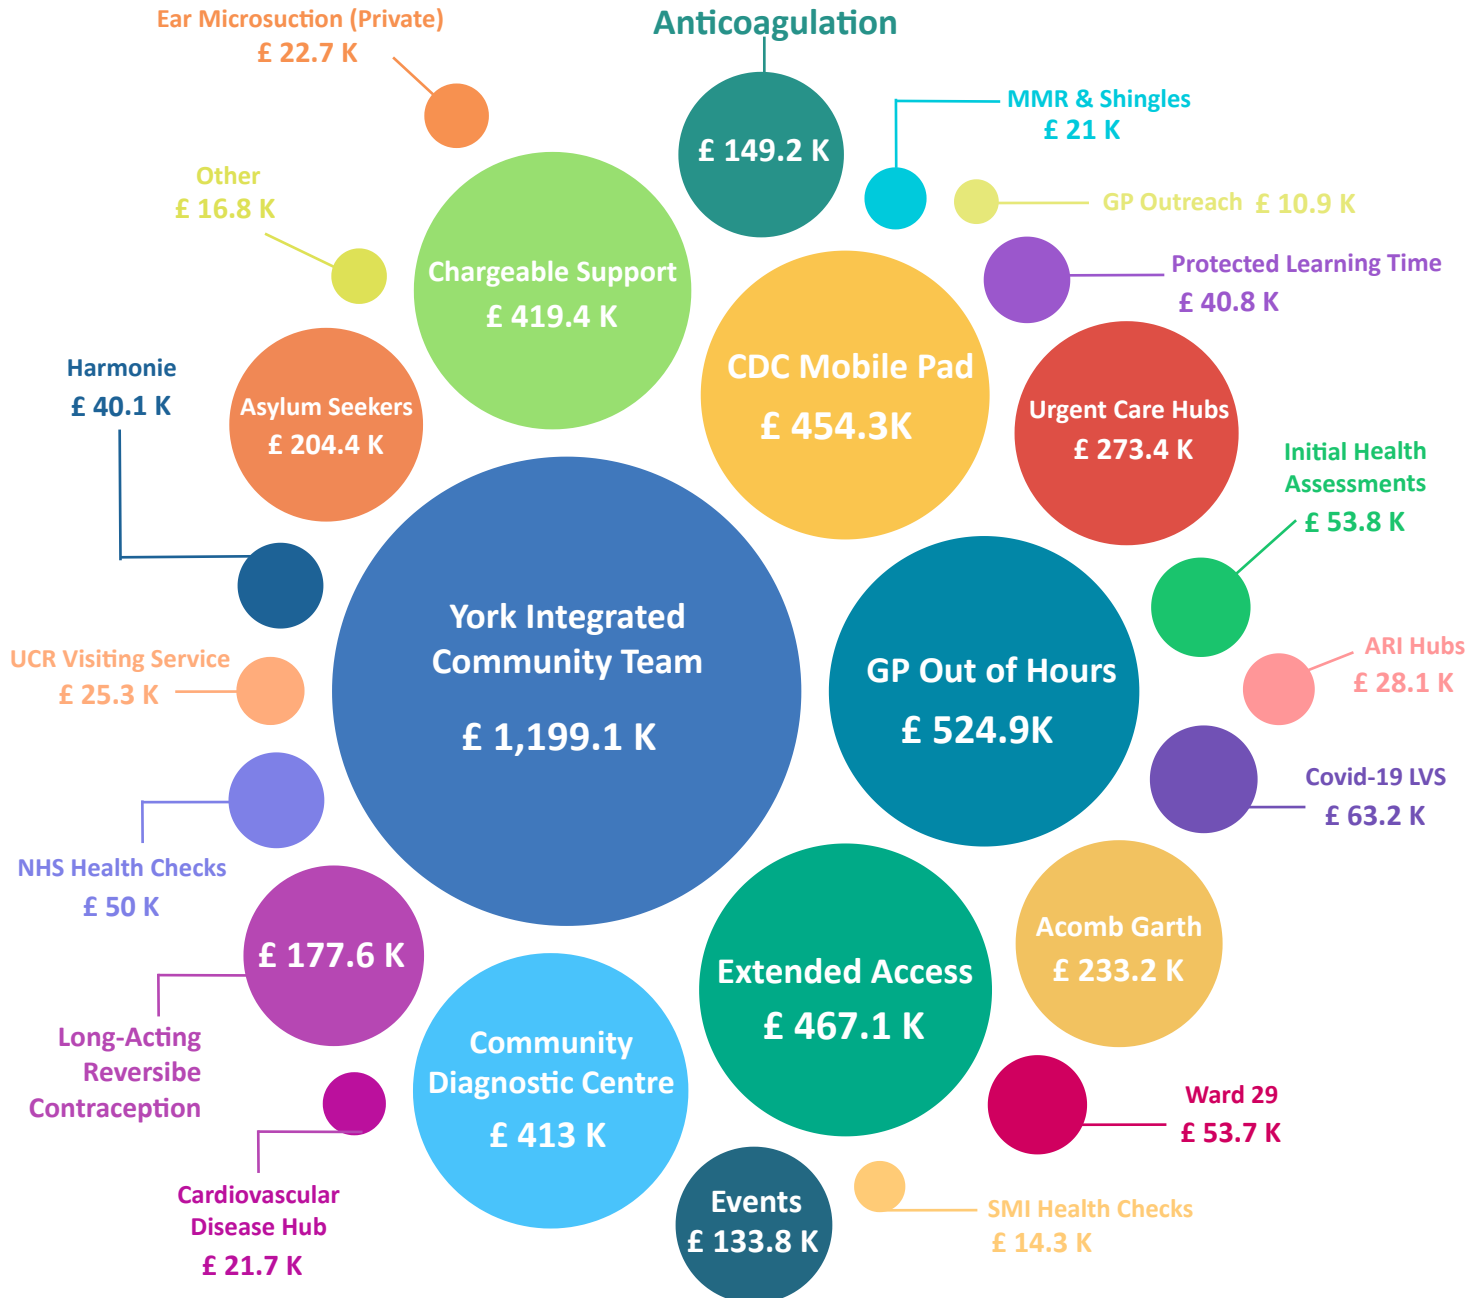 Ear Microsuction (Private)
£ 22.7 K
Anticoagulation
£ 149.2 K
MMR & Shingles
£ 21 K
Other
£ 16.8 K
GP Outreach £ 10.9 K
Chargeable Support
£ 419.4 K
Protected Learning Time
£ 40.8 K
Harmonie
£ 40.1 K
CDC Mobile Pad
£ 454.3K
Asylum Seekers
£ 204.4 K
Urgent Care Hubs
£ 273.4 K
Initial Health
Assessments
£ 53.8 K
York Integrated
Community Team
£ 1,199.1 K
UCR Visiting Service
£ 25.3 K
GP Out of Hours
£ 524.9K
ARI Hubs
£ 28.1 K
Covid-19 LVS
£ 63.2 K
NHS Health Checks
£ 50 K
£ 177.6 K
Long-Acting
Reversibe
Contraception
Extended Access
£ 467.1 K
Acomb Garth
£ 233.2 K
Community
Diagnostic Centre
£ 413 K
Ward 29
£ 53.7 K
Cardiovascular
Disease Hub
£ 21.7 K
Events
£ 133.8 K
SMI Health Checks
£ 14.3 K